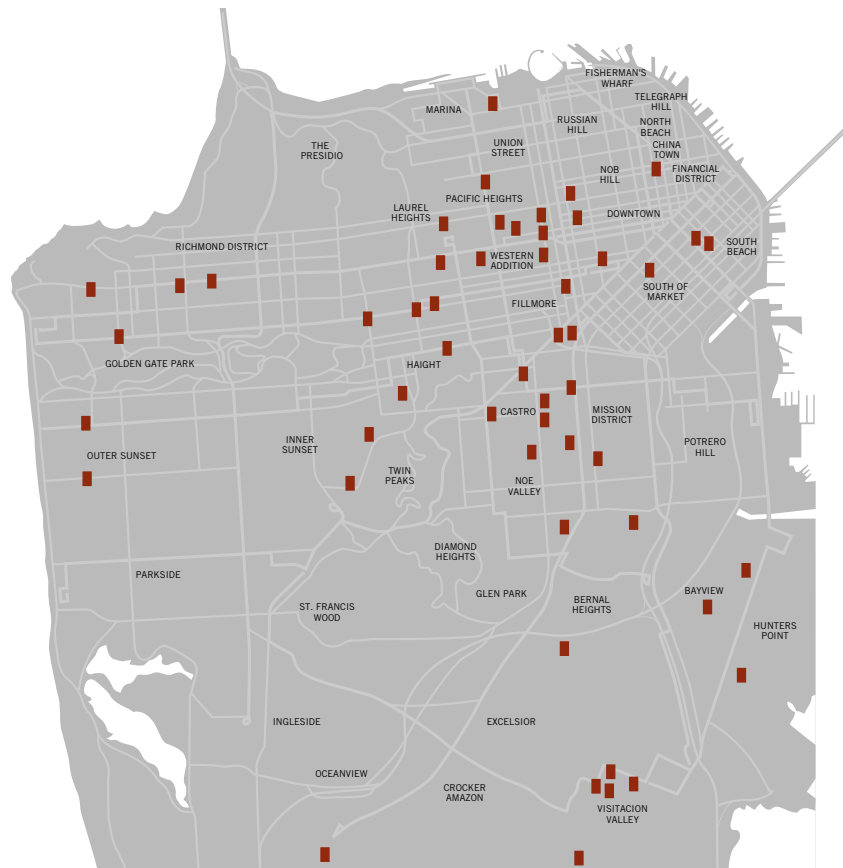 FISHERMAN'S
WHARF
MARINA
TELEGRAPH
HILL
RUSSIAN
HILL
NORTH
BEACH
THE
PRESIDIO
UNION
STREET
CHINA
TOWN
NOB
HILL
FINANCIAL
DISTRICT
PACIFIC HEIGHTS
LAUREL
HEIGHTS
DOWNTOWN
RICHMOND DISTRICT
SOUTH
BEACH
WESTERN
ADDITION
SOUTH OF
MARKET
FILLMORE
GOLDEN GATE PARK
HAIGHT
CASTRO
MISSION
DISTRICT
INNER
SUNSET
POTRERO
HILL
OUTER SUNSET
TWIN
PEAKS
NOE
VALLEY
DIAMOND
HEIGHTS
PARKSIDE
GLEN PARK
BAYVIEW
BERNAL
HEIGHTS
ST. FRANCIS
WOOD
HUNTERS
POINT
INGLESIDE
EXCELSIOR
OCEANVIEW
CROCKER
AMAZON
VISITACION
VALLEY